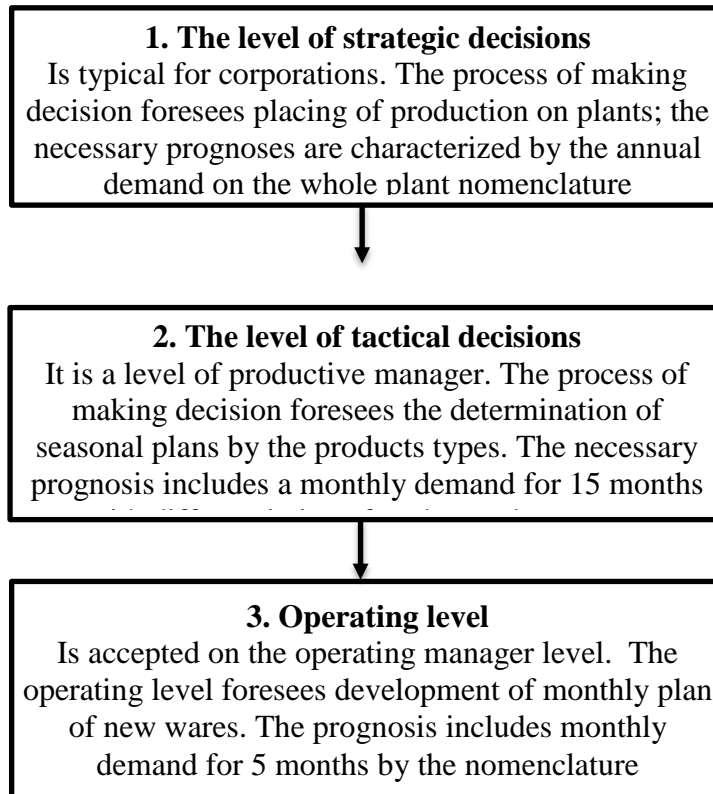 1. The level of strategic decisions
Is typical for corporations. The process of making
decision foresees placing of production on plants; the
necessary prognoses are characterized by the annual
demand on the whole plant nomenclature
2. The level of tactical decisions
It is a level of productive manager. The process of
making decision foresees the determination of
seasonal plans by the products types. The necessary
prognosis includes a monthly demand for 15 months
3. Operating level
Is accepted on the operating manager level. The
operating level foresees development of monthly plan
of new wares. The prognosis includes monthly
demand for 5 months by the nomenclature